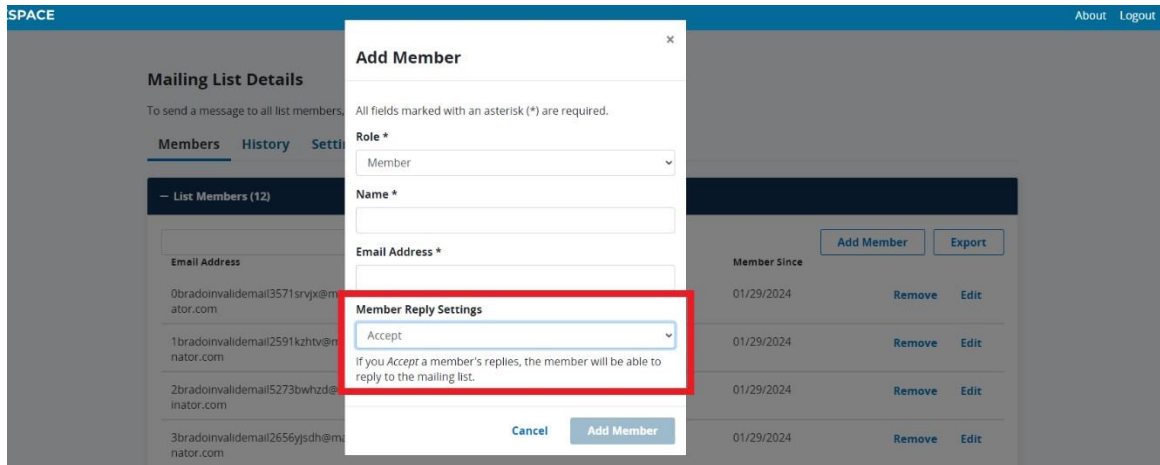 SPACE
About Logout
Mailing List Details
To send a message to all list members,
Members History
Add Member
×
All fields marked with an asterisk (*) are required.
Role *
Member
Name *
Email Address *
Member Reply Settings
Accept
If you Accept a member's replies, the member will be able to
reply to the mailing list.
Cancel Add Member
− List Members (12)
Add Member Export
Email Address Member Since
01/29/2024 Remove Edit
ator.com
01/29/2024 Remove Edit
nator.com
01/29/2024 Remove Edit
inator.com
01/29/2024 Remove Edit
nator.com